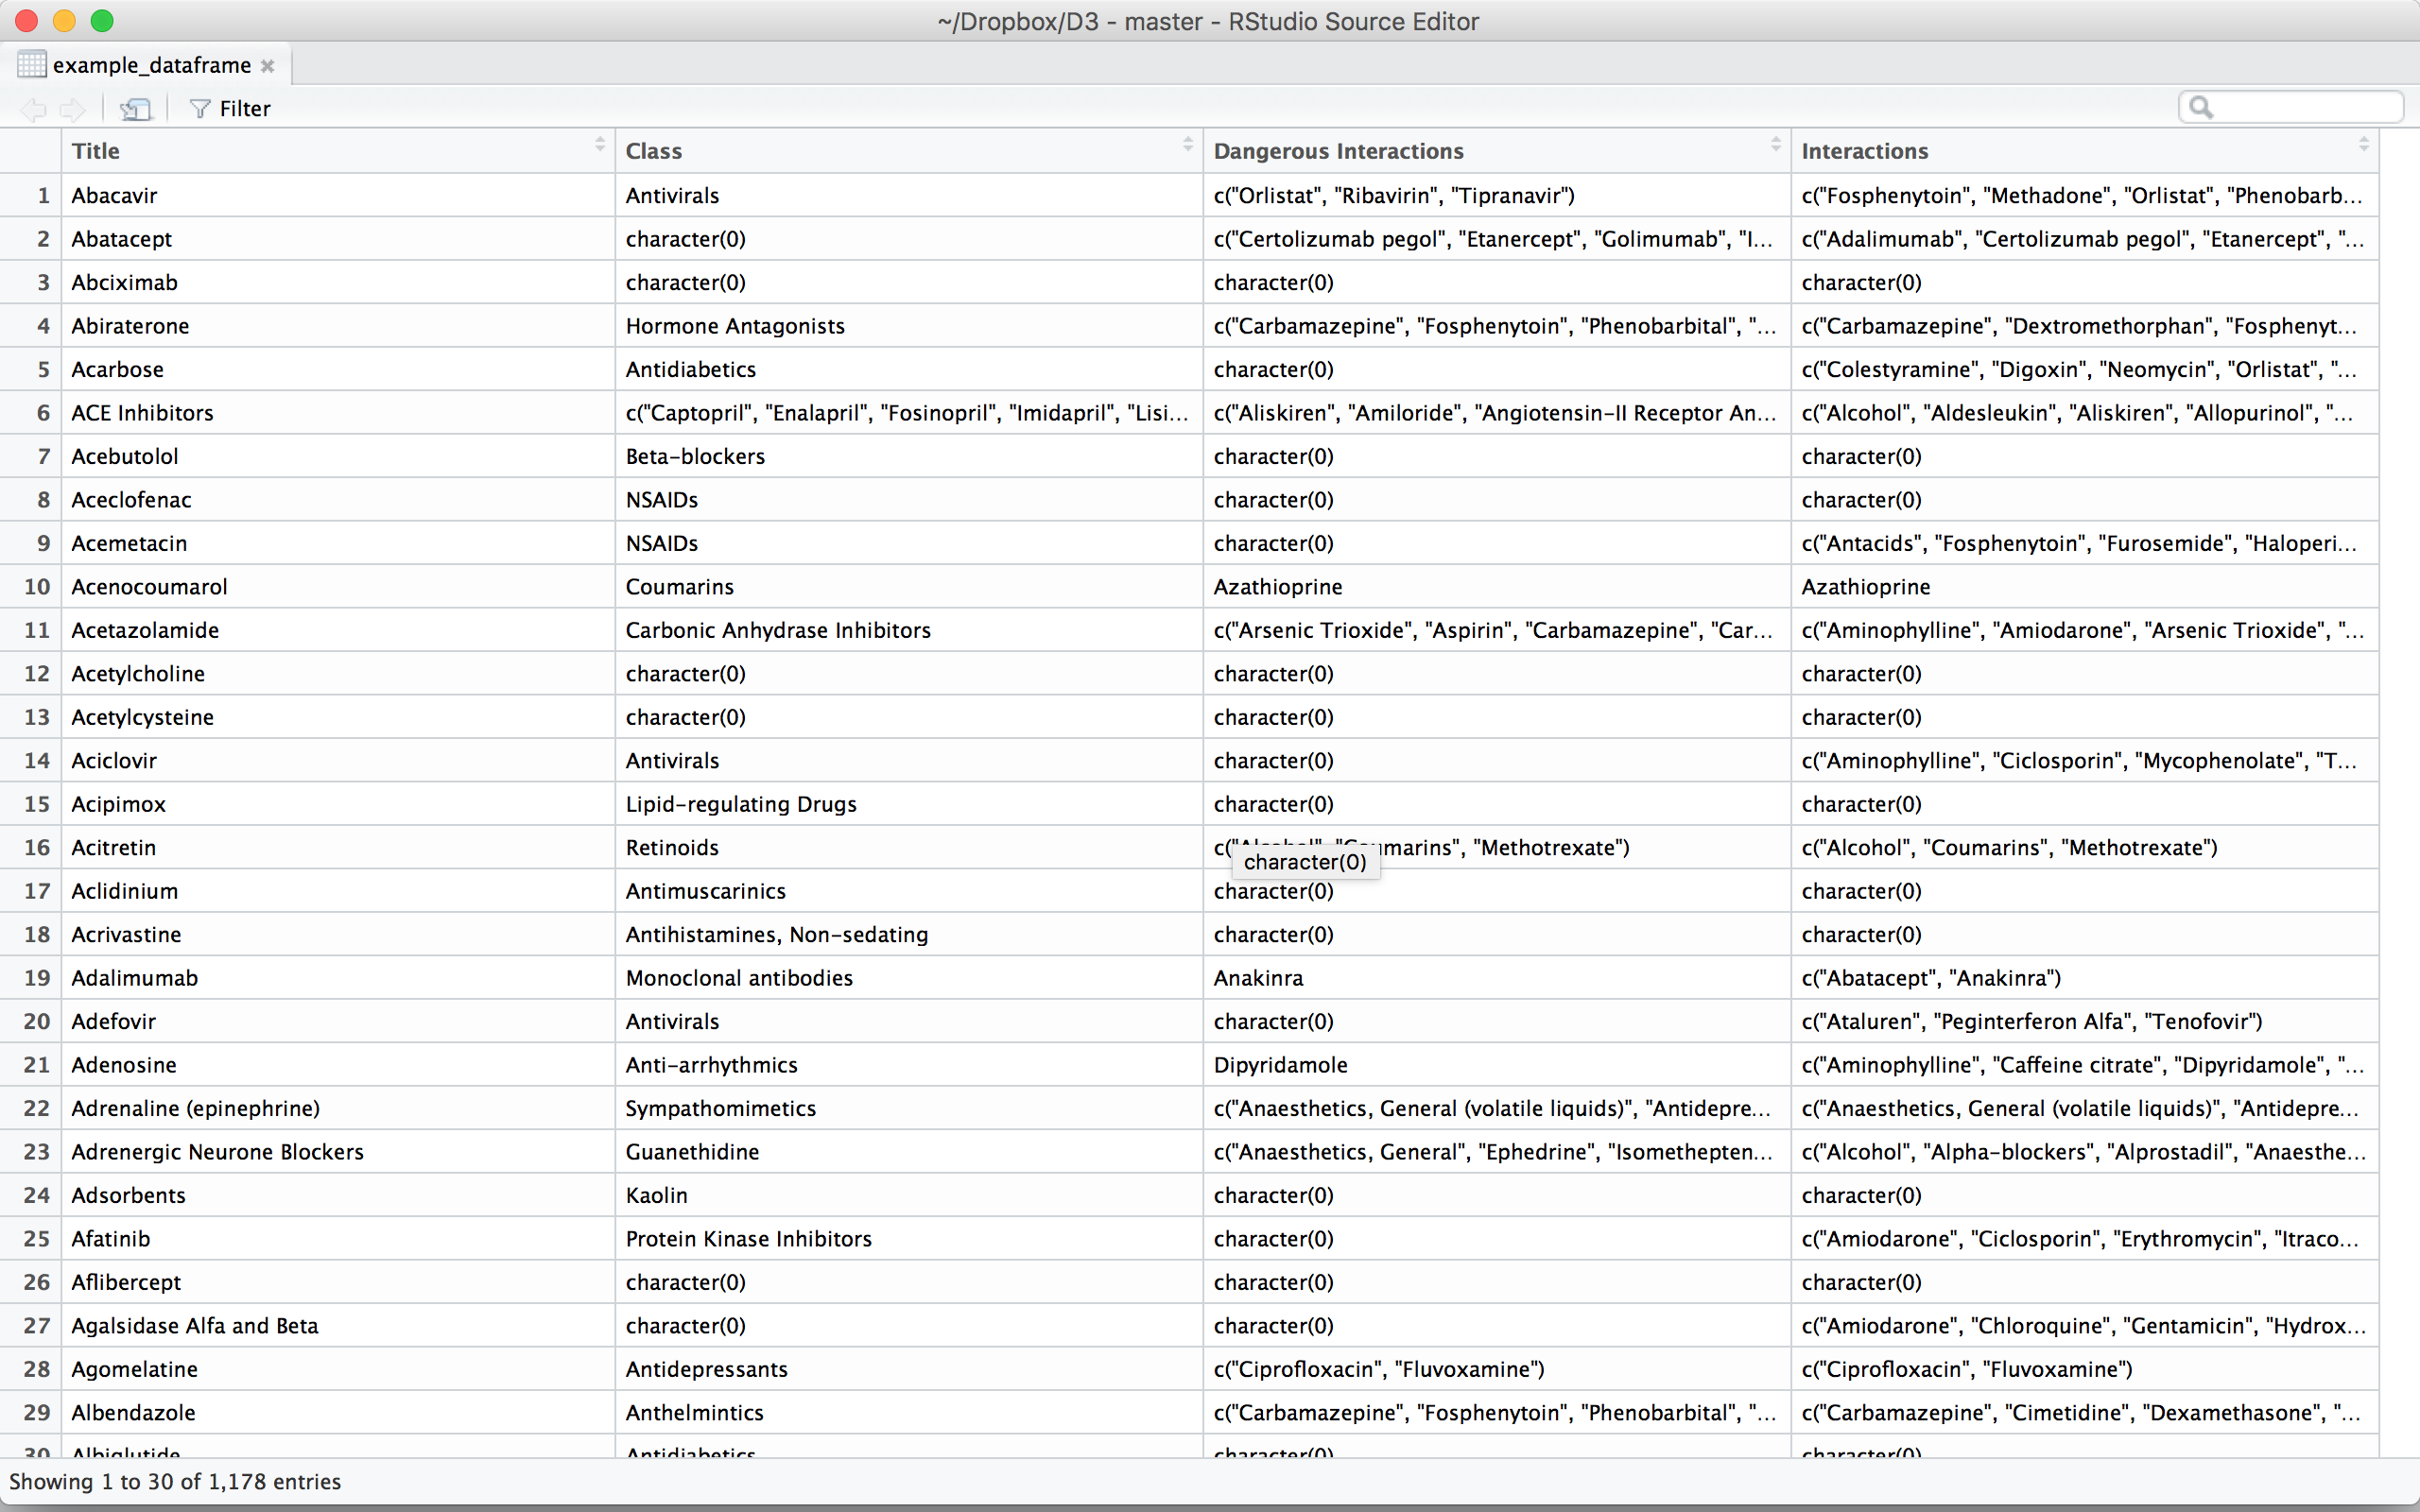 ~/Dropbox/D3 - master - RStudio Source Editor
example_dataframe
Filter
Title Class Dangerous Interactions Interactions
1 Abacavir Antivirals c("Orlistat", "Ribavirin", "Tipranavir") c("Fosphenytoin", "Methadone", "Orlistat", "Phenobarb...
2 Abatacept character(0) c("Certolizumab pegol", "Etanercept", "Golimumab", "I... c("Adalimumab", "Certolizumab pegol", "Etanercept", "...
3 Abciximab character(0) character(0) character(0)
4 Abiraterone Hormone Antagonists c("Carbamazepine", "Fosphenytoin", "Phenobarbital", "... c("Carbamazepine", "Dextromethorphan", "Fosphenyt...
5 Acarbose Antidiabetics character(0) c("Colestyramine", "Digoxin", "Neomycin", "Orlistat", "...
6 ACE Inhibitors c("Captopril", "Enalapril", "Fosinopril", "Imidapril", "Lisi... c("Aliskiren", "Amiloride", "Angiotensin-II Receptor An... c("Alcohol", "Aldesleukin", "Aliskiren", "Allopurinol", "...
7 Acebutolol Beta-blockers character(0) character(0)
8 Aceclofenac NSAIDs character(0) character(0)
9 Acemetacin NSAIDs character(0) c("Antacids", "Fosphenytoin", "Furosemide", "Haloperi...
10 Acenocoumarol Coumarins Azathioprine Azathioprine
11 Acetazolamide Carbonic Anhydrase Inhibitors c("Arsenic Trioxide", "Aspirin", "Carbamazepine", "Car... c("Aminophylline", "Amiodarone", "Arsenic Trioxide", "...
12 Acetylcholine character(0) character(0) character(0)
13 Acetylcysteine character(0) character(0) character(0)
14 Aciclovir Antivirals character(0) c("Aminophylline", "Ciclosporin", "Mycophenolate", "T...
15 Acipimox Lipid-regulating Drugs character(0) character(0)
16 Acitretin Retinoids c("Alcohol", "Coumarins", "Methotrexate") c("Alcohol", "Coumarins", "Methotrexate")
character(0)
17 Aclidinium Antimuscarinics character(0) character(0)
18 Acrivastine Antihistamines, Non-sedating character(0) character(0)
19 Adalimumab Monoclonal antibodies Anakinra c("Abatacept", "Anakinra")
20 Adefovir Antivirals character(0) c("Ataluren", "Peginterferon Alfa", "Tenofovir")
21 Adenosine Anti-arrhythmics Dipyridamole c("Aminophylline", "Caffeine citrate", "Dipyridamole", "...
22 Adrenaline (epinephrine) Sympathomimetics c("Anaesthetics, General (volatile liquids)", "Antidepre... c("Anaesthetics, General (volatile liquids)", "Antidepre...
23 Adrenergic Neurone Blockers Guanethidine c("Anaesthetics, General", "Ephedrine", "Isomethepten... c("Alcohol", "Alpha-blockers", "Alprostadil", "Anaesthe...
24 Adsorbents Kaolin character(0) character(0)
25 Afatinib Protein Kinase Inhibitors character(0) c("Amiodarone", "Ciclosporin", "Erythromycin", "Itraco...
26 Aflibercept character(0) character(0) character(0)
27 Agalsidase Alfa and Beta character(0) character(0) c("Amiodarone", "Chloroquine", "Gentamicin", "Hydrox...
28 Agomelatine Antidepressants c("Ciprofloxacin", "Fluvoxamine") c("Ciprofloxacin", "Fluvoxamine")
29 Albendazole Anthelmintics c("Carbamazepine", "Fosphenytoin", "Phenobarbital", "... c("Carbamazepine", "Cimetidine", "Dexamethasone", "...
30 Albiglutide Antidiabetics character(0) character(0)
Showing 1 to 30 of 1,178 entries